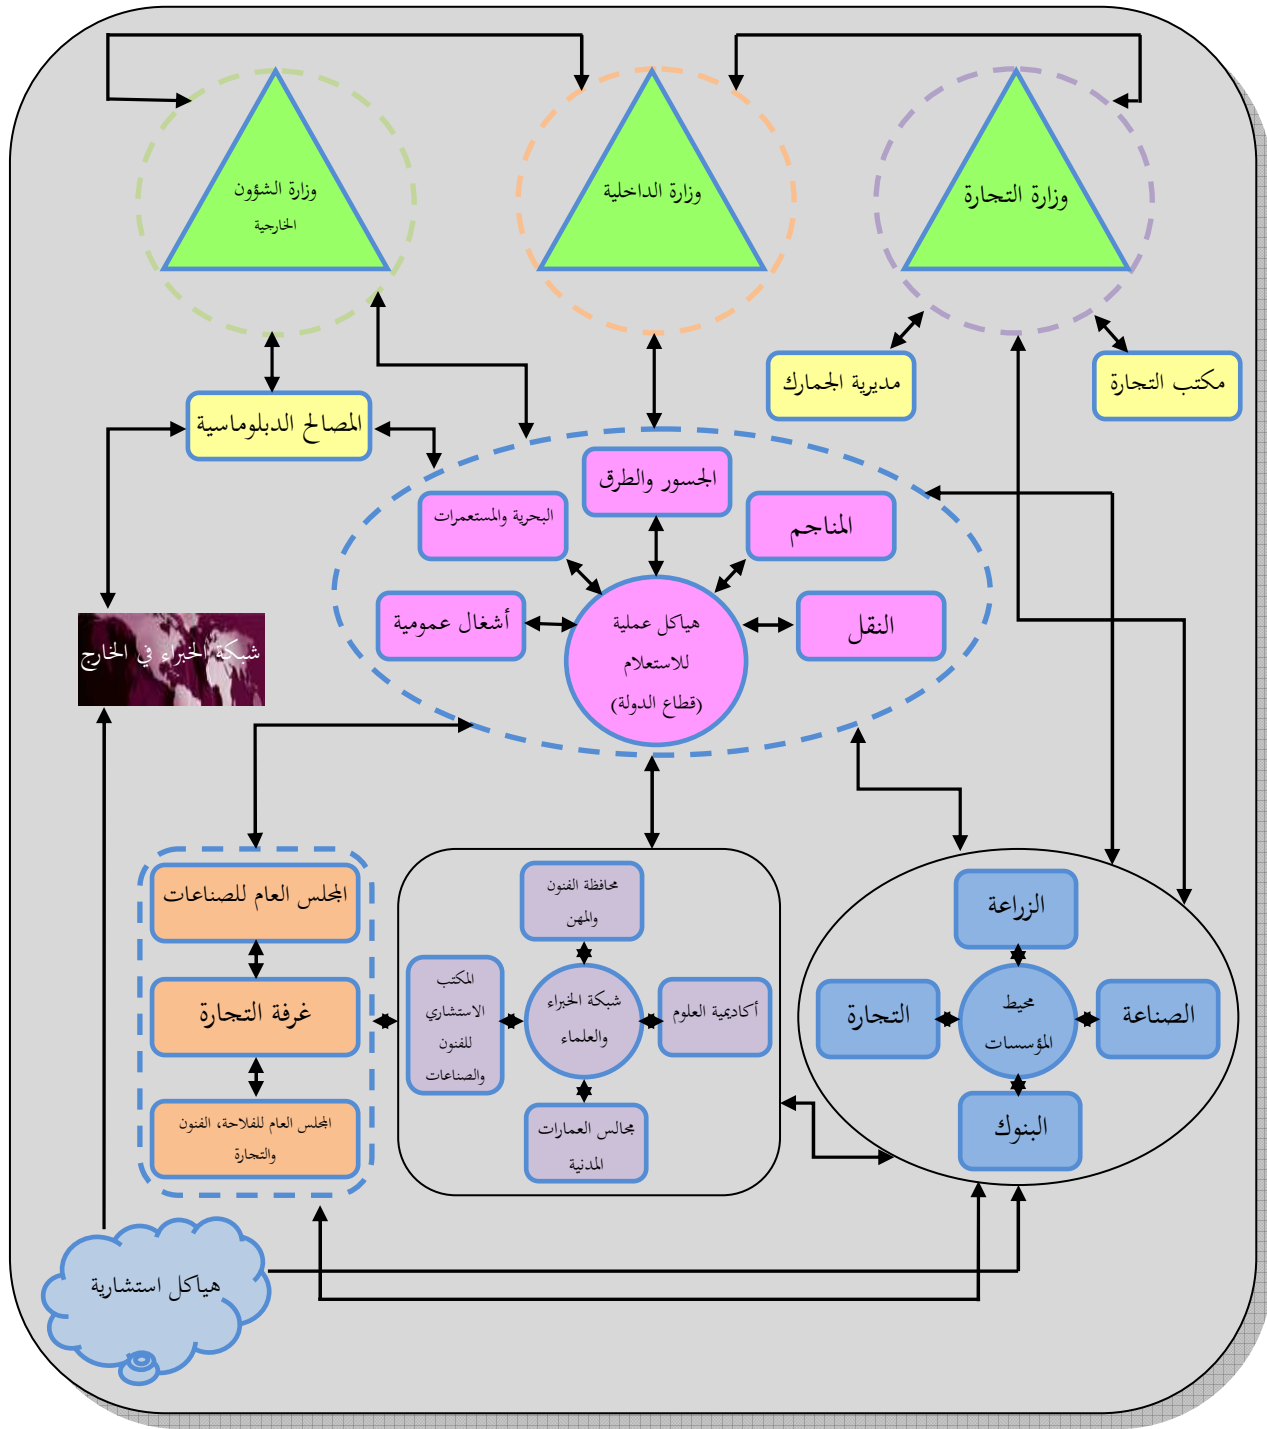 وزارة التجارة
وزارة الداخلية
وزارة الشؤون
الخارجية
مكتب التجارة
مديرية الجمارك
المصالح الدبلوماسية
الجسور والطرق
المناجم
البحرية والمستعمرات
النقل
أشغال عمومية
هياكل عملية
للاستعلام
(قطاع الدولة)
شبكة الخبراء في الخارج
الزراعة
الصناعة
محيط
المؤسسات
التجارة
البنوك
محافظة الفنون
والمهن
أكاديمية العلوم
شبكة الخبراء
والعلماء
المكتب
الاستشاري
للفنون
والصناعات
مجالس العمارات
المدنية
المجلس العام للصناعات
غرفة التجارة
المجلس العام للفلاحة، الفنون
والتجارة
هياكل استشارية